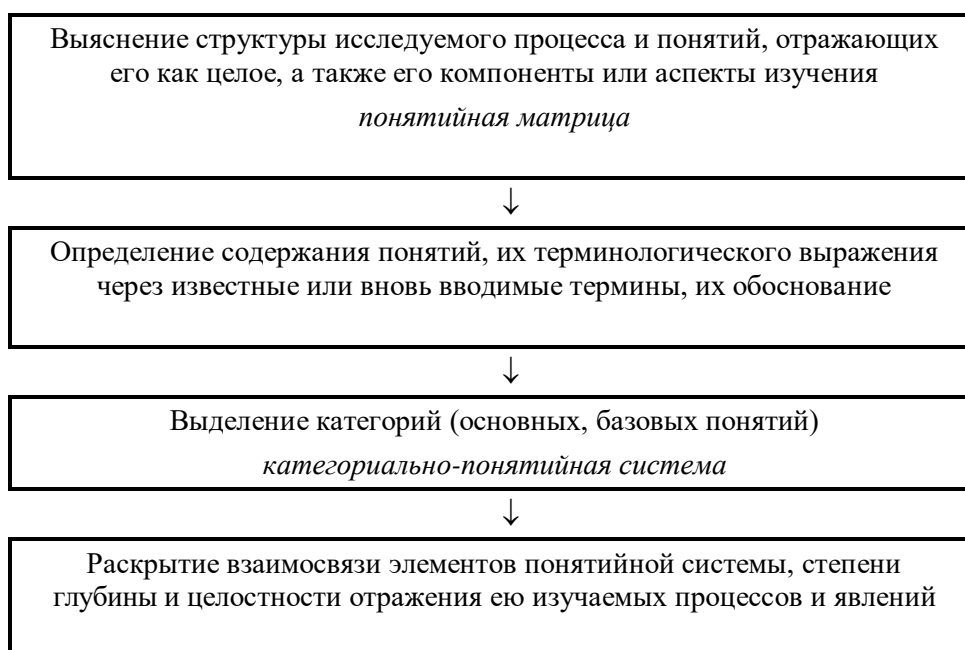 Выяснение структуры исследуемого процесса и понятий, отражающих
его как целое, а также его компоненты или аспекты изучения
понятийная матрица
↓
Определение содержания понятий, их терминологического выражения
через известные или вновь вводимые термины, их обоснование
↓
Выделение категорий (основных, базовых понятий)
категориально-понятийная система
↓
Раскрытие взаимосвязи элементов понятийной системы, степени
глубины и целостности отражения ею изучаемых процессов и явлений